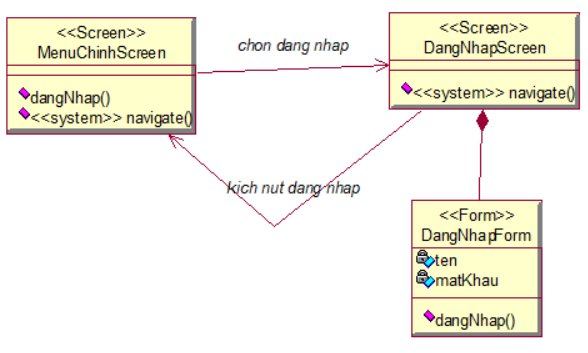 <<Screen>>
MenuChinhScreen
dangNhap()
<<system>> navigate()
chon dang nhap
<<Screen>>
DangNhapScreen
<<system>> navigate()
kich nut dang nhap
<<Form>>
DangNhapForm
ten
matKhau
dangNhap()